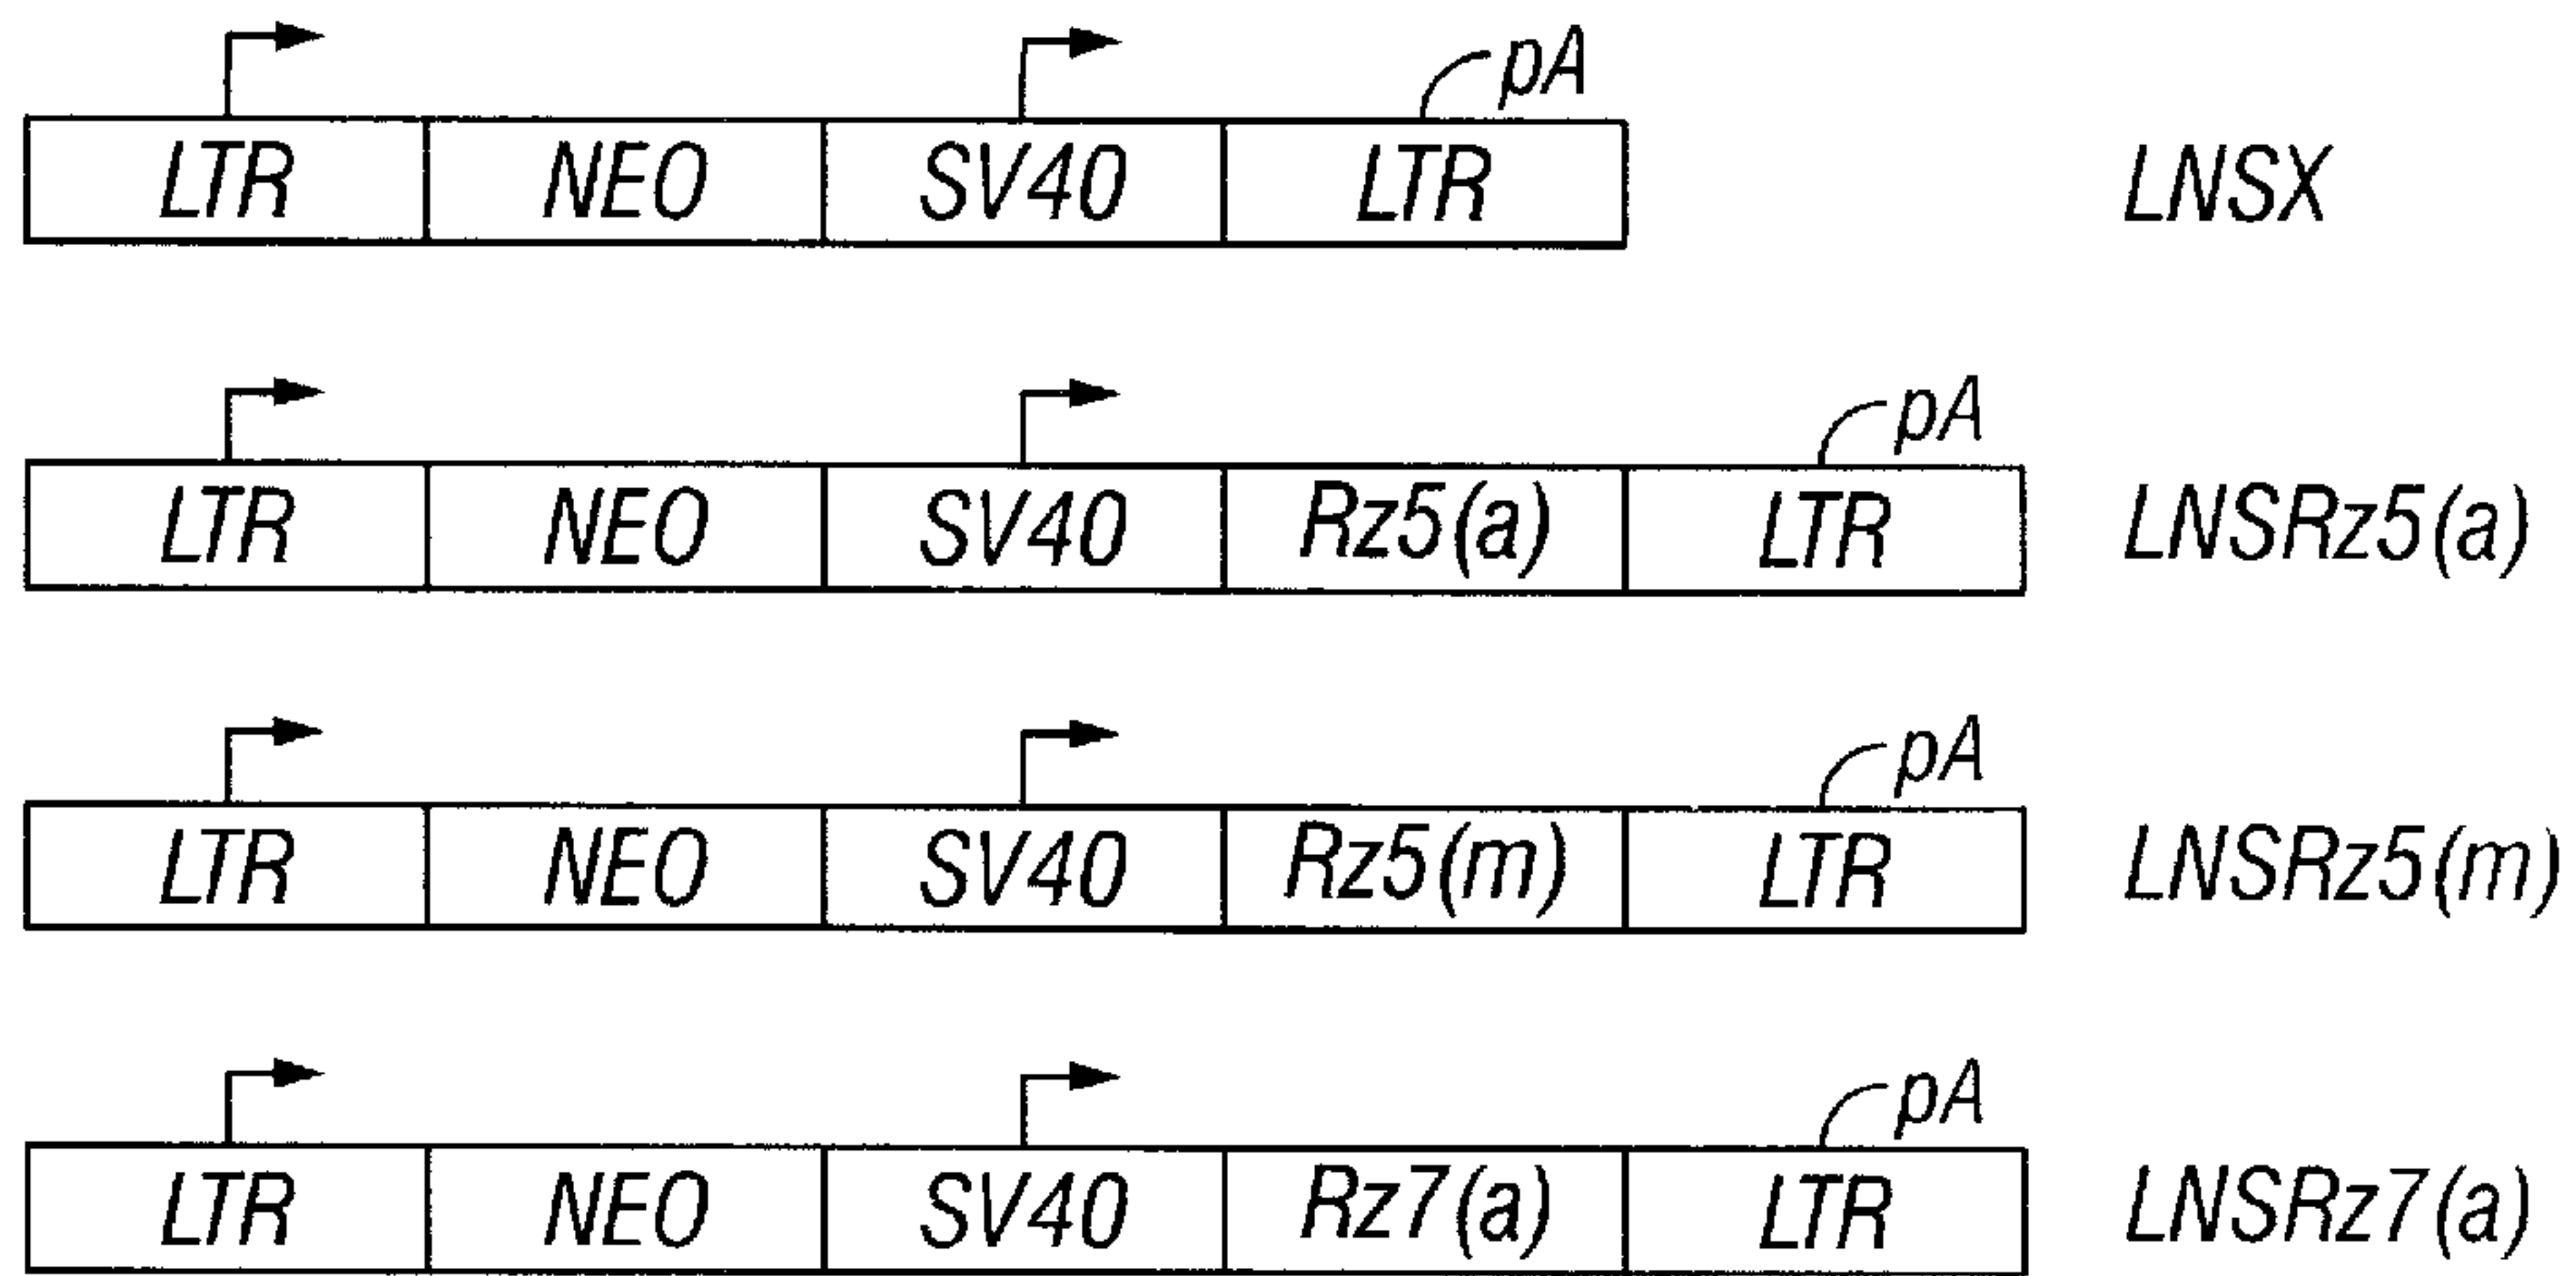 pA
LTR NEO SV40 LTR LNSX
pA
LTR NEO SV40 Rz5(a) LTR LNSRz5(a)
pA
LTR NEO SV40 Rz5(m) LTR LNSRz5(m)
pA
LTR NEO SV40 Rz7(a) LTR LNSRz7(a)